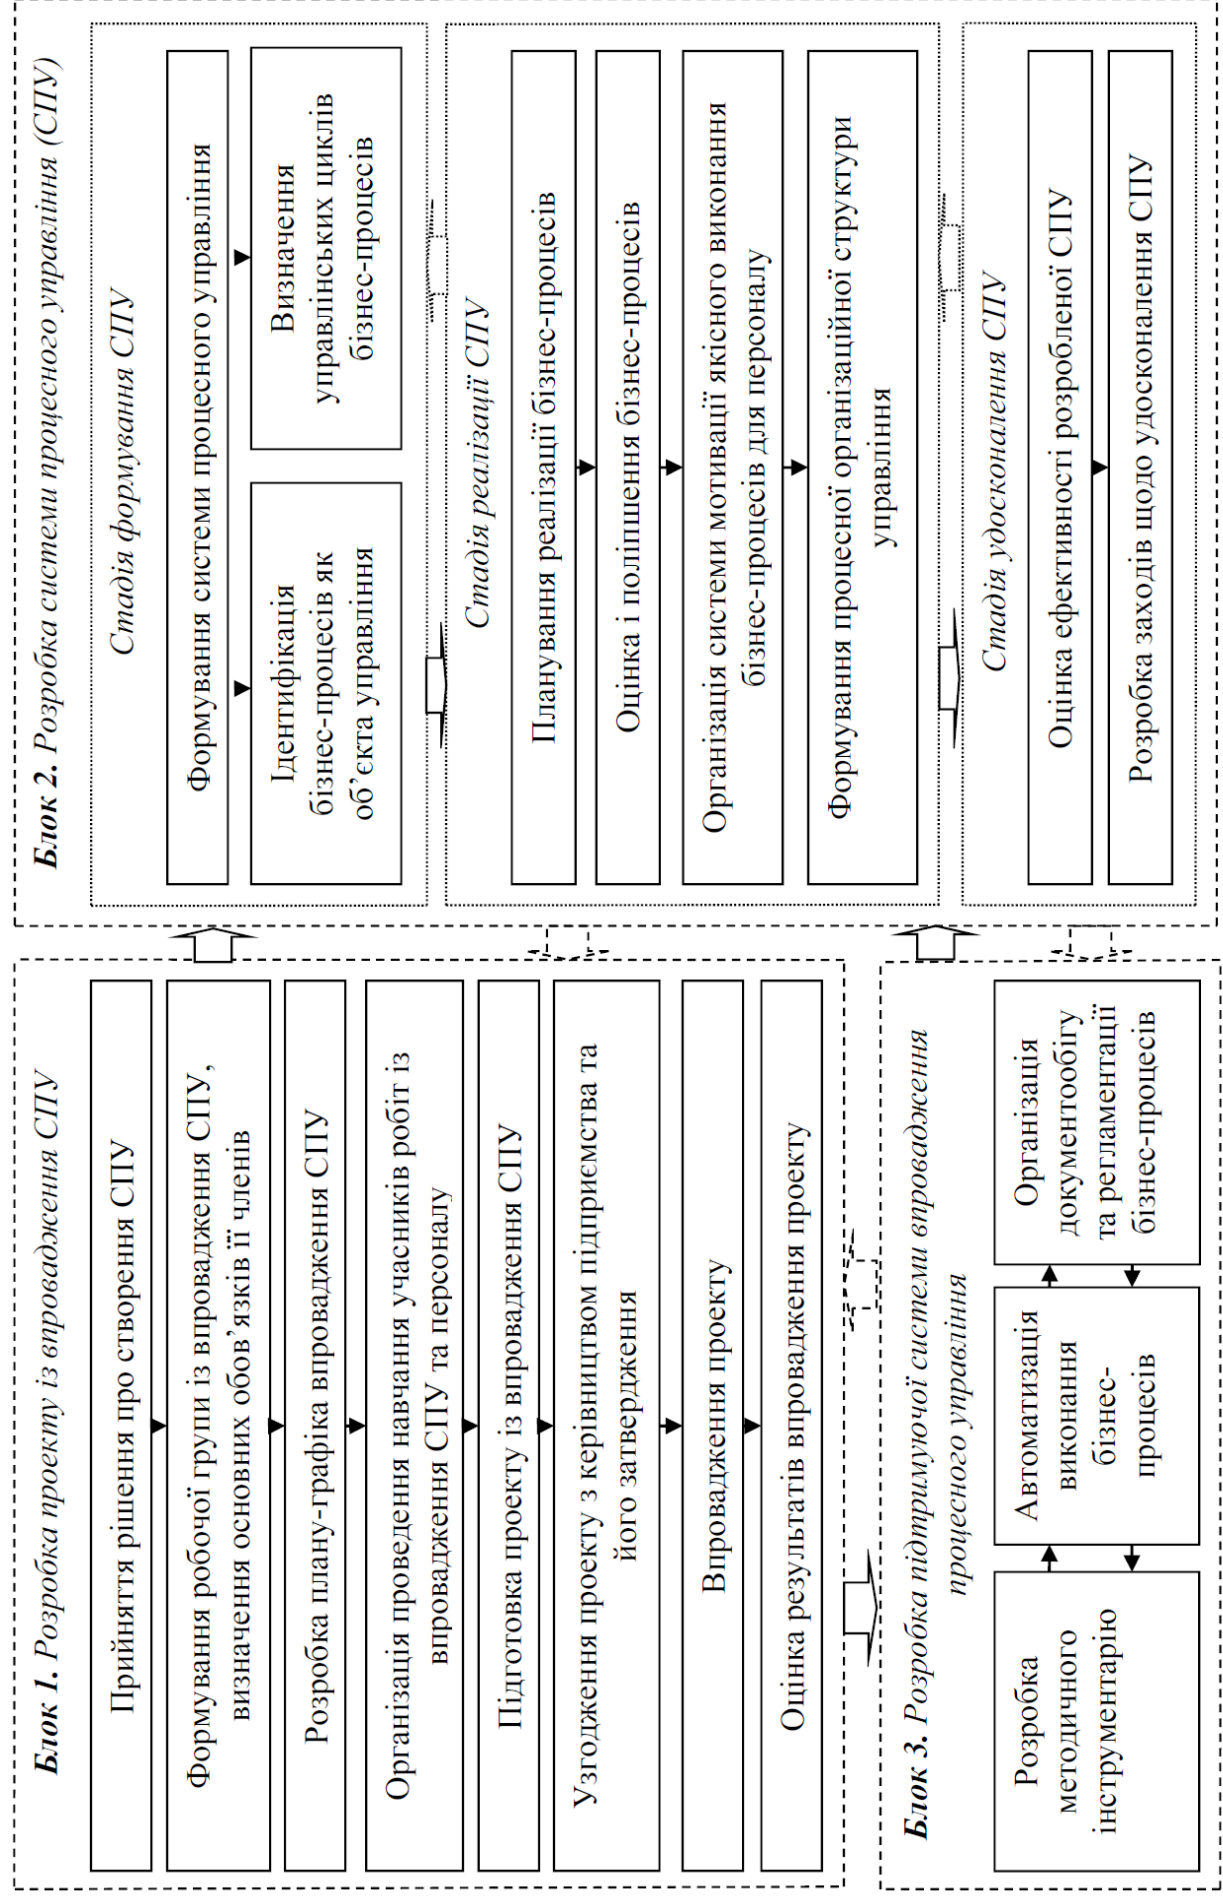 Блок 1. Розробка проекту із впровадження СПУ
Прийняття рішення про створення СПУ
Формування робочої групи із впровадження СПУ,
визначення основних обов’язків її членів
Розробка плану-графіка впровадження СПУ
Організація проведення навчання учасників робіт із
впровадження СПУ та персоналу
Підготовка проекту із впровадження СПУ
Узгодження проекту з керівництвом підприємства та
його затвердження
Впровадження проекту
Оцінка результатів впровадження проекту
Блок 2. Розробка системи процесного управління (СПУ)
Стадія формування СПУ
Формування системи процесного управління
Ідентифікація
бізнес-процесів як
об’єкта управління
Визначення
управлінських циклів
бізнес-процесів
Стадія реалізації СПУ
Планування реалізації бізнес-процесів
Оцінка і поліпшення бізнес-процесів
Організація системи мотивації якісного виконання
бізнес-процесів для персоналу
Формування процесної організаційної структури
управління
Стадія удосконалення СПУ
Оцінка ефективності розробленої СПУ
Розробка заходів щодо удосконалення СПУ
Блок 3. Розробка підтримуючої системи впровадження
процесного управління
Розробка
методичного
інструментарію
Автоматизація
виконання
бізнес-
процесів
Організація
документообігу
та регламентації
бізнес-процесів